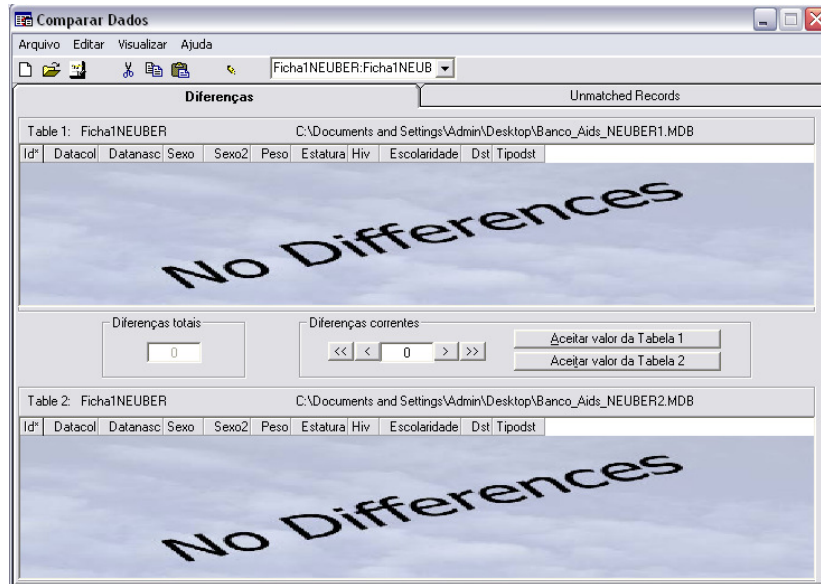 Comparar Dados
Arquivo Editar Visualizar Ajuda
Ficha1NEUBER:Ficha1NEUB
Diferenças Unmatched Records
Table 1: Ficha1NEUBER C:\Documents and Settings\Admin\Desktop\Banco_Aids_NEUBER1.MDB
Id* Datacol Datanasc Sexo Sexo2 Peso Estatura Hiv Escolaridade Dst Tipodst
No Differences
Diferenças totais Diferenças correntes
0 << < 0 > >> Aceitar valor da Tabela 1
Aceitar valor da Tabela 2
Table 2: Ficha1NEUBER C:\Documents and Settings\Admin\Desktop\Banco_Aids_NEUBER2.MDB
Id* Datacol Datanasc Sexo Sexo2 Peso Estatura Hiv Escolaridade Dst Tipodst
No Differences